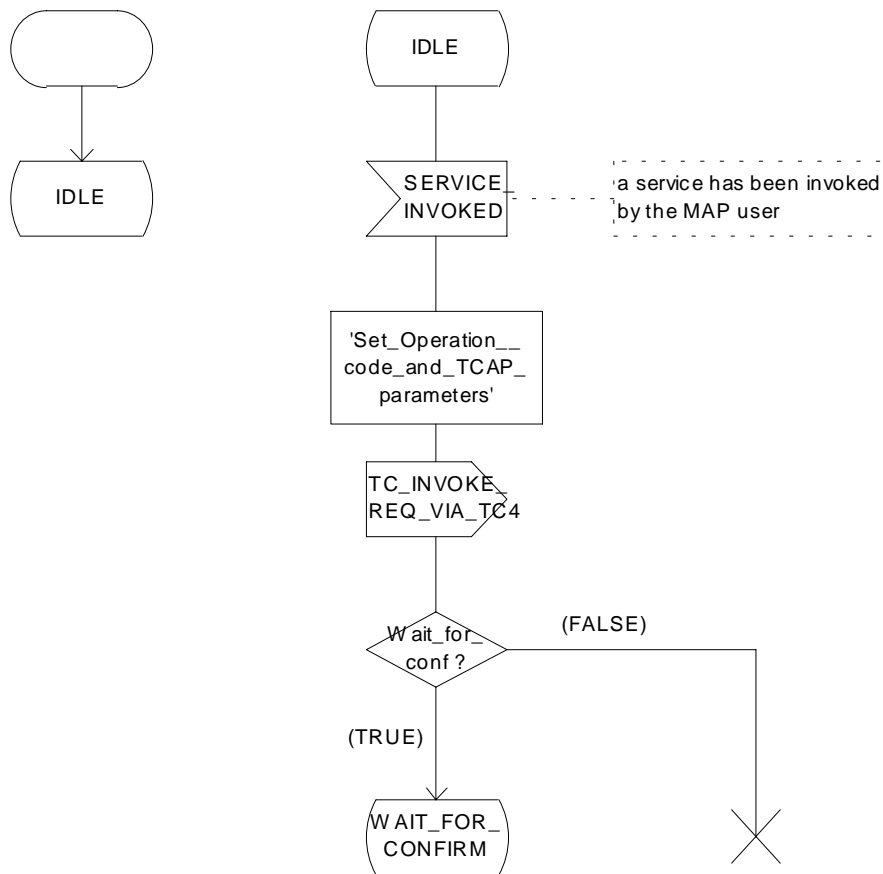 IDLE
IDLE
SERVICE_
INVOKED
a service has been invoked
by the MAP user
'Set_Operation__
code_and_TCAP_
parameters'
TC_INVOKE_
REQ_VIA_TC4
Wait_for_
conf ?
(FALSE)
(TRUE)
WAIT_FOR_
CONFIRM